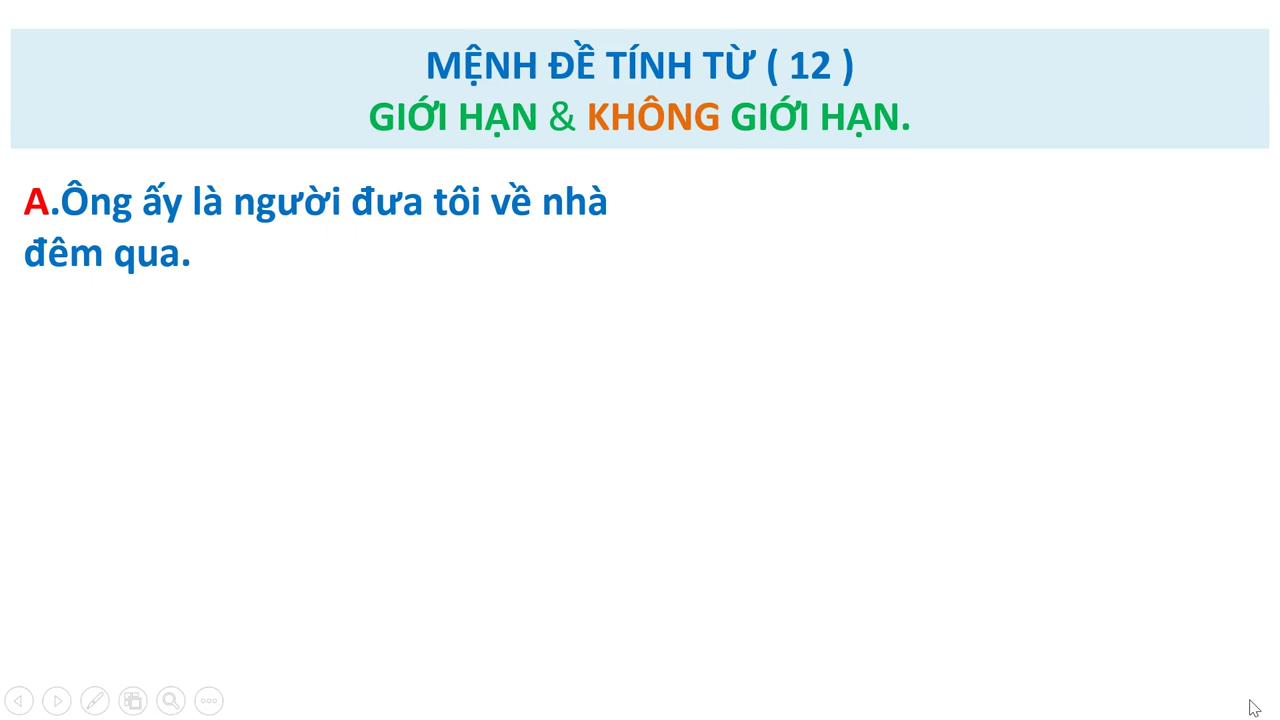 MỆNH ĐỀ TÍNH TỪ ( 12 )
GIỚI HẠN & KHÔNG GIỚI HẠN.
A.Ông ấy là người đưa tôi về nhà
đêm qua.